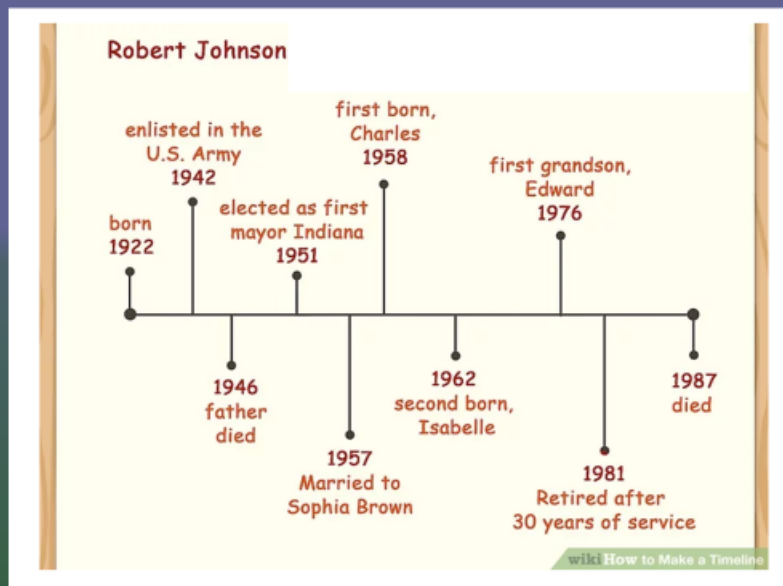 Robert Johnson
born
1922
enlisted in the
U.S. Army
1942
1946
father
died
elected as first
mayor Indiana
1951
1957
Married to
Sophia Brown
first born,
Charles
1958
1962
second born,
Isabelle
first grandson,
Edward
1976
1981
Retired after
30 years of service
1987
died
wikiHow to Make a Timeline